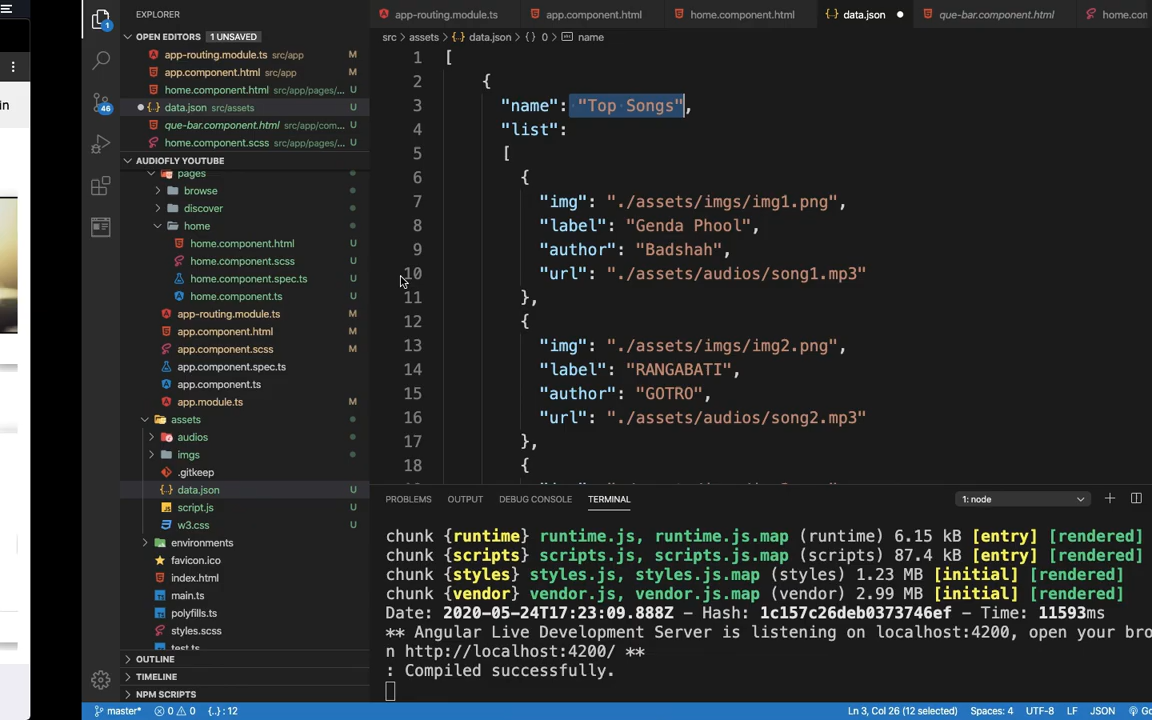 in
EXPLORER
OPEN EDITORS 1 UNSAVED
app-routing.module.ts src/app M
app.component.html src/app M
home.component.html src/app/pages/... U
data.json src/assets U
que-bar.component.html src/app/com... U
home.component.scss src/app/pages/... U
AUDIOFLY YOUTUBE
pages
browse
discover
home
home.component.html U
home.component.scss U
home.component.spec.ts U
home.component.ts U
app-routing.module.ts M
app.component.html M
app.component.scss M
app.component.spec.ts U
app.component.ts U
app.module.ts M
assets
audios
imgs
.gitkeep
data.json U
script.js U
w3.css U
environments
favicon.ico
index.html
main.ts
polyfills.ts
styles.scss
test.ts
OUTLINE
TIMELINE
NPM SCRIPTS
1
46
app-routing.module.ts app.component.html home.component.html data.json que-bar.component.html home.con
src > assets > {..} data.json > {} 0 > name
1 [
2 {
3 "name": "Top Songs",
4 "list":
5 [
6 {
7 "img": "./assets/imgs/img1.png",
8 "label": "Genda Phool",
9 "author": "Badshah",
10 "url": "./assets/audios/song1.mp3"
11 },
12 {
13 "img": "./assets/imgs/img2.png",
14 "label": "RANGABATI",
15 "author": "GOTRO",
16 "url": "./assets/audios/song2.mp3"
17 },
18 {
PROBLEMS OUTPUT DEBUG CONSOLE TERMINAL 1: node
chunk {runtime} runtime.js, runtime.js.map (runtime) 6.15 kB [entry] [rendered]
chunk {scripts} scripts.js, scripts.js.map (scripts) 87.4 kB [entry] [rendered]
chunk {styles} styles.js, styles.js.map (styles) 1.23 MB [initial] [rendered]
chunk {vendor} vendor.js, vendor.js.map (vendor) 2.99 MB [initial] [rendered]
Date: 2020-05-24T17:23:09.888Z – Hash: 1c157c26deb0373746ef – Time: 11593ms
** Angular Live Development Server is listening on localhost:4200, open your bro
n http://localhost:4200/ **
: Compiled successfully.
master* 0 0 {..}: 12 Ln 3, Col 26 (12 selected) Spaces: 4 UTF-8 LF JSON Go